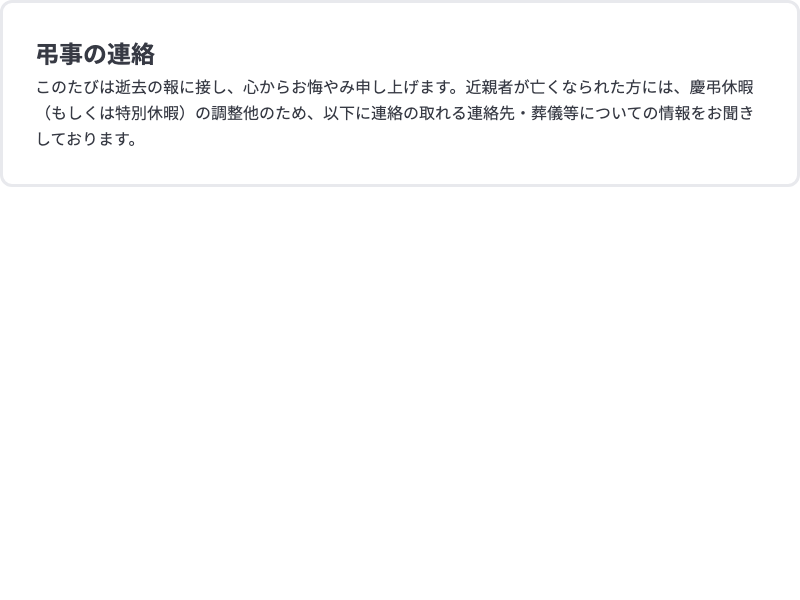 弔事の連絡
このたびは逝去の報に接し、心からお悔やみ申し上げます。近親者が亡くなられた方には、慶弔休暇
（もしくは特別休暇）の調整他のため、以下に連絡の取れる連絡先・葬儀等についての情報をお聞き
しております。